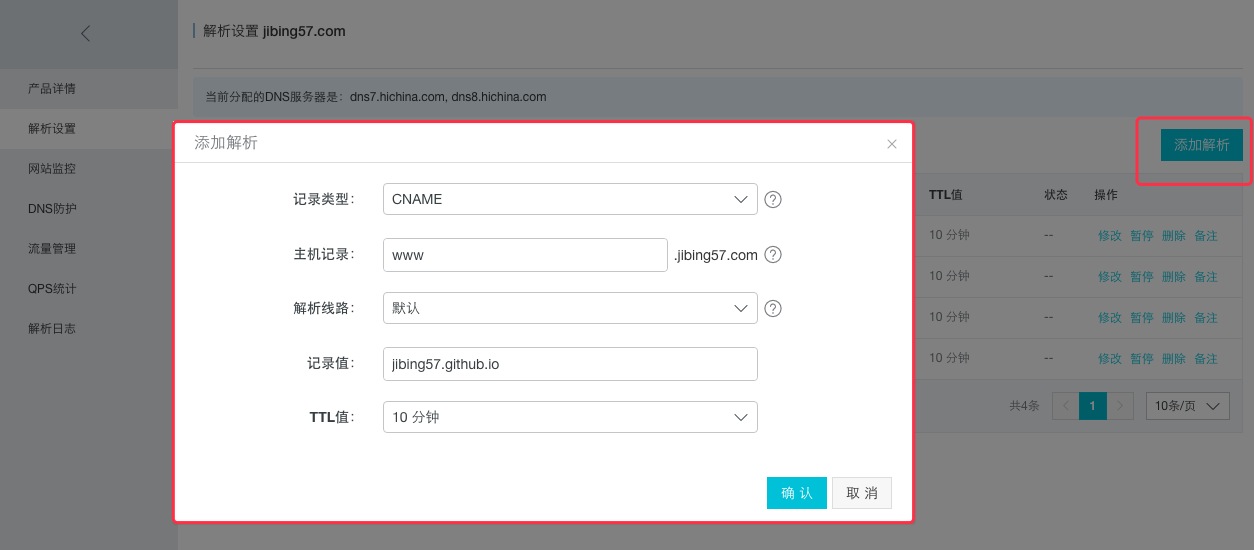 解析设置 jibing57.com
产品详情
解析设置
网站监控
DNS防护
流量管理
QPS统计
解析日志
当前分配的DNS服务器是：dns7.hichina.com, dns8.hichina.com
添加解析
添加解析
×
记录类型：
CNAME
?
主机记录：
www
.jibing57.com
?
解析线路：
默认
?
记录值：
jibing57.github.io
TTL值：
10 分钟
确 认
取 消
TTL值 状态 操作
10 分钟 -- 修改 暂停 删除 备注
10 分钟 -- 修改 暂停 删除 备注
10 分钟 -- 修改 暂停 删除 备注
10 分钟 -- 修改 暂停 删除 备注
共4条 1 10条/页